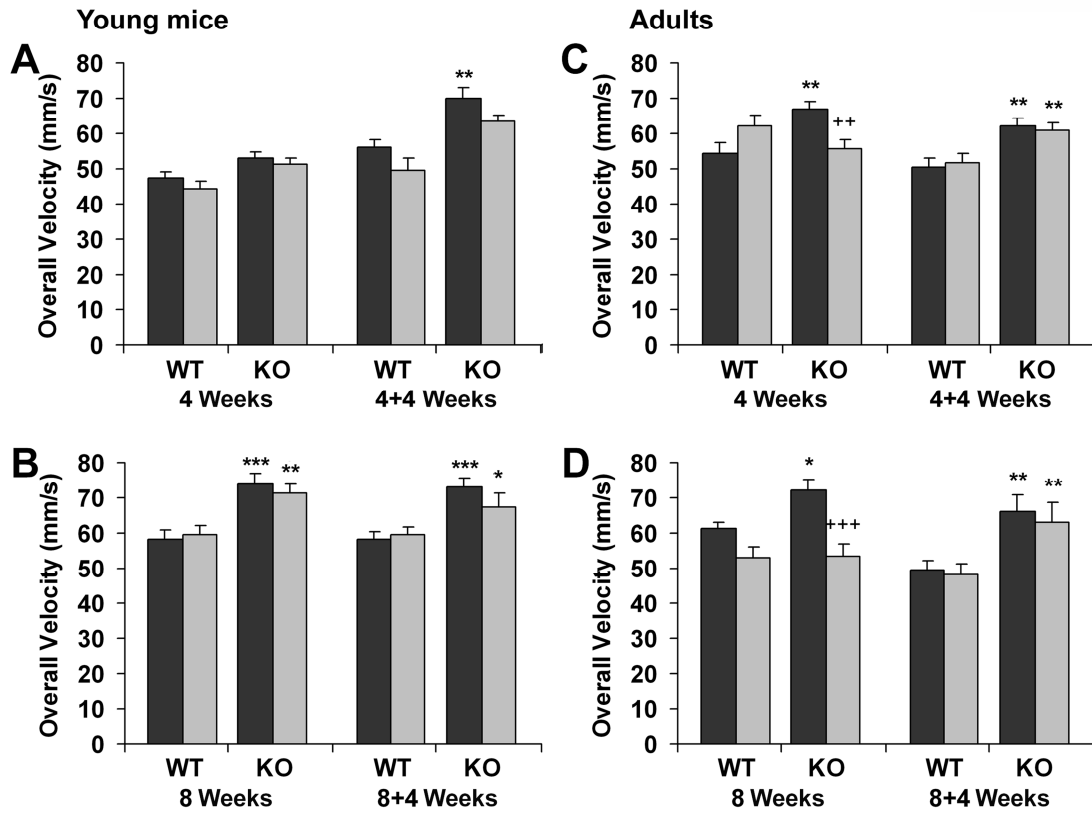 Young mice
Adults
A
Overall Velocity (mm/s)
80
70
60
50
40
30
20
10
0
**
WT KO WT KO
4 Weeks 4+4 Weeks
C
Overall Velocity (mm/s)
80
70
60
50
40
30
20
10
0
** ++ ** **
WT KO WT KO
4 Weeks 4+4 Weeks
B
Overall Velocity (mm/s)
80
70
60
50
40
30
20
10
0
*** ** *** *
WT KO WT KO
8 Weeks 8+4 Weeks
D
Overall Velocity (mm/s)
80
70
60
50
40
30
20
10
0
* +++ ** **
WT KO WT KO
8 Weeks 8+4 Weeks